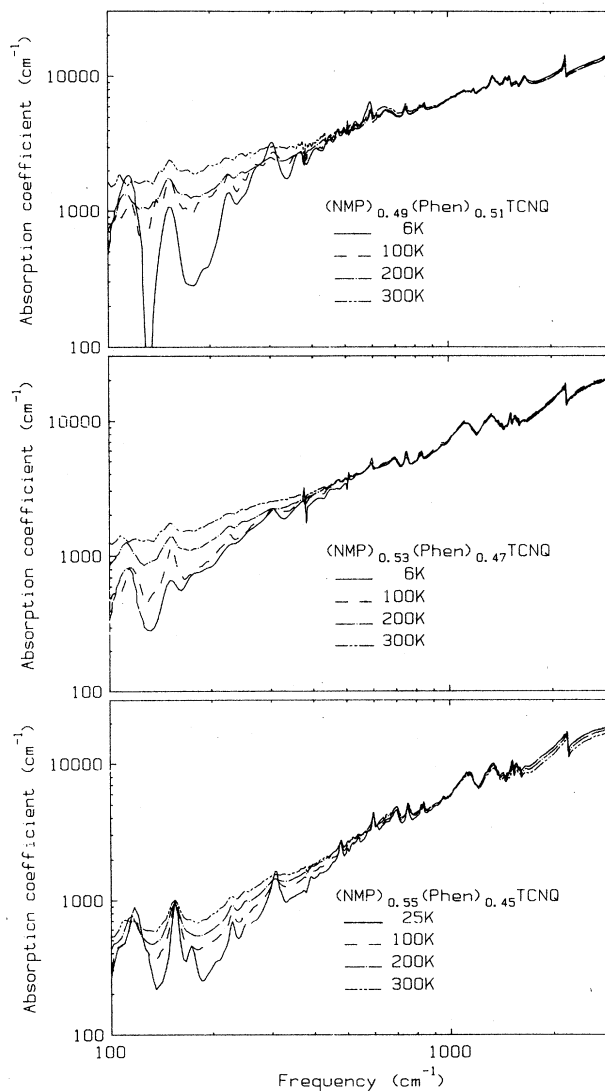 Absorption coefficient (cm⁻¹)
10000
1000
100
(NMP)₀.₄₉(Phen)₀.₅₁TCNQ
6K
100K
200K
300K
Absorption coefficient (cm⁻¹)
10000
1000
100
(NMP)₀.₅₃(Phen)₀.₄₇TCNQ
6K
100K
200K
300K
Absorption coefficient (cm⁻¹)
10000
1000
100
(NMP)₀.₅₅(Phen)₀.₄₅TCNQ
25K
100K
200K
300K
100
1000
Frequency (cm⁻¹)